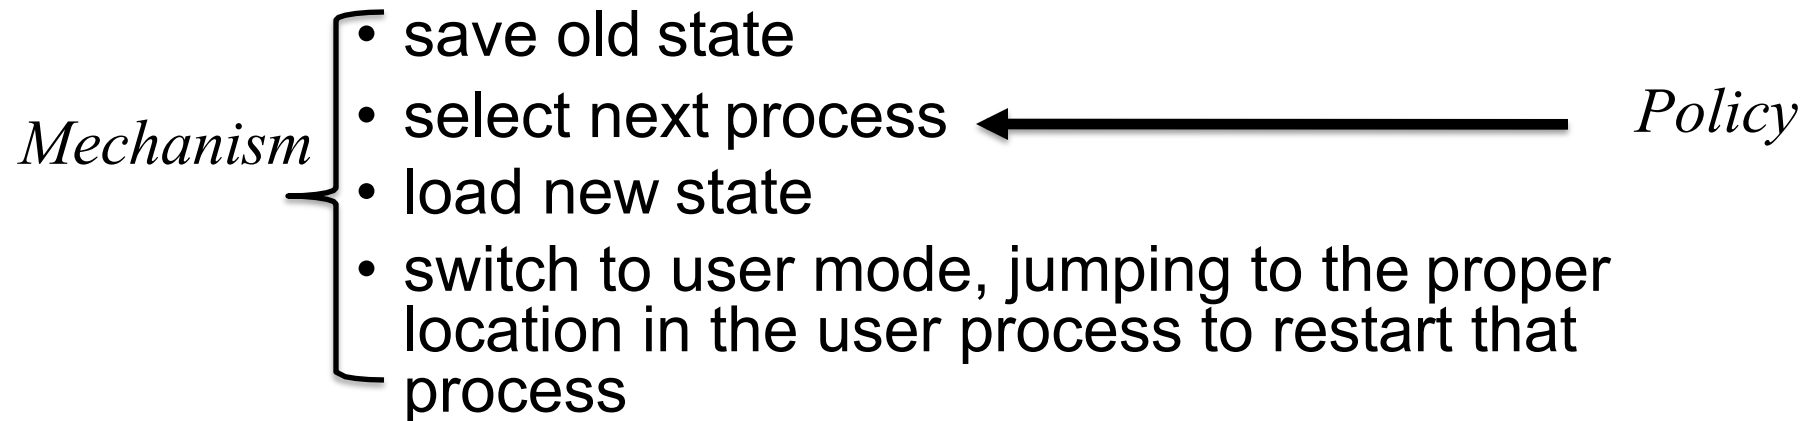 • save old state
• select next process
Policy
Mechanism
• load new state
• switch to user mode, jumping to the proper
location in the user process to restart that
process